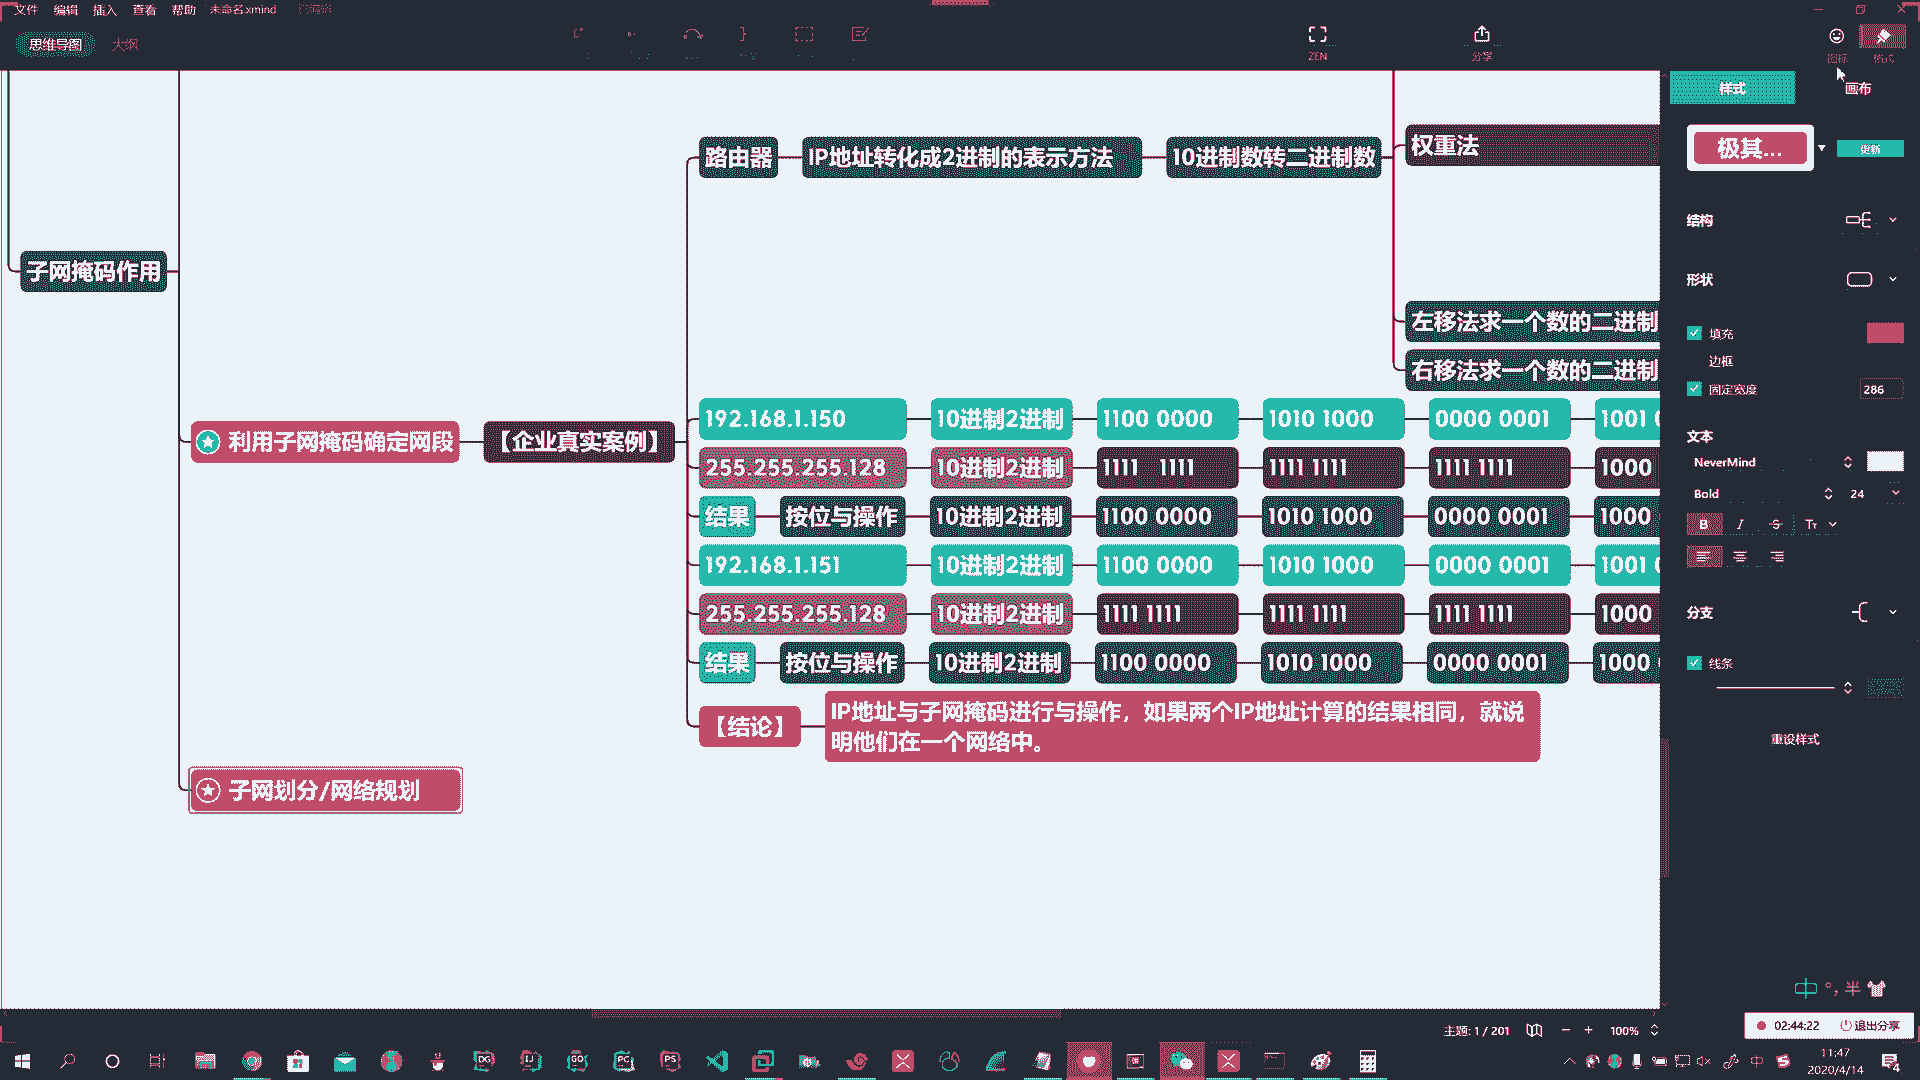 文件 编辑 插入 查看 帮助 未命名.xmind
思维导图 大纲
ZEN 分享 图标 格式
样式 画布
极其... 更新
结构
形状
填充
边框
固定宽度 286
文本
NeverMind
Bold 24
B I S Tт
分支
线条
重设样式
路由器 IP地址转化成2进制的表示方法 10进制数转二进制数 权重法
左移法求一个数的二进制
右移法求一个数的二进制
子网掩码作用
利用子网掩码确定网段 【企业真实案例】
192.168.1.150 10进制2进制 1100 0000 1010 1000 0000 0001 1001
255.255.255.128 10进制2进制 1111 1111 1111 1111 1111 1111 1000
结果 按位与操作 10进制2进制 1100 0000 1010 1000 0000 0001 1000
192.168.1.151 10进制2进制 1100 0000 1010 1000 0000 0001 1001
255.255.255.128 10进制2进制 1111 1111 1111 1111 1111 1111 1000
结果 按位与操作 10进制2进制 1100 0000 1010 1000 0000 0001 1000
【结论】 IP地址与子网掩码进行与操作，如果两个IP地址计算的结果相同，就说
明他们在一个网络中。
子网划分/网络规划
中 °, 半
主题: 1 / 201 100%
02:44:22 退出分享
DG IJ GO PC PS
中
11:47
2020/4/14